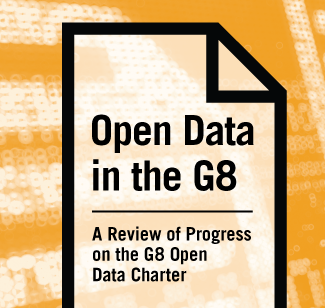 Open Data
in the G8
A Review of Progress
on the G8 Open
Data Charter